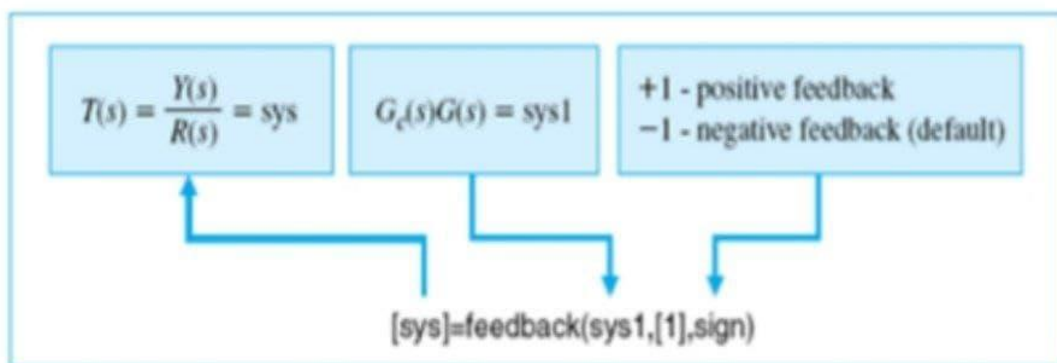 T(s) = Y(s)/R(s) = sys
G_c(s)G(s) = sys1
+1 - positive feedback
−1 - negative feedback (default)
[sys]=feedback(sys1,[1],sign)